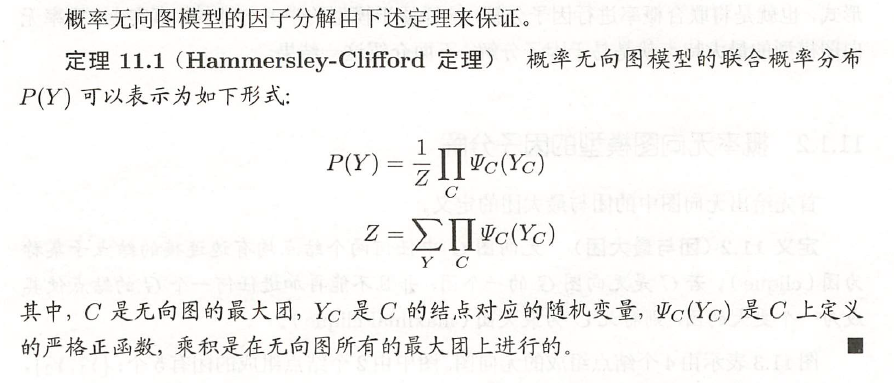 概率无向图模型的因子分解由下述定理来保证。
定理 11.1（Hammersley-Clifford 定理） 概率无向图模型的联合概率分布
P(Y) 可以表示为如下形式:
P(Y) = \frac{1}{Z} \prod_{C} Ψ_C(Y_C)
Z = \sum_{Y} \prod_{C} Ψ_C(Y_C)
其中, C 是无向图的最大团, Y_C 是 C 的结点对应的随机变量, Ψ_C(Y_C) 是 C 上定义
的严格正函数, 乘积是在无向图所有的最大团上进行的。 ■